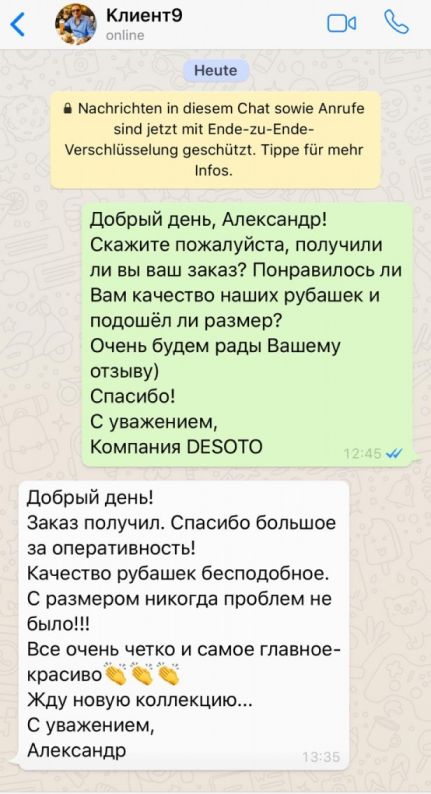 Клиент9
online
Heute
Nachrichten in diesem Chat sowie Anrufe
sind jetzt mit Ende-zu-Ende-
Verschlüsselung geschützt. Tippe für mehr
Infos.
Добрый день, Александр!
Скажите пожалуйста, получили
ли вы ваш заказ? Понравилось ли
Вам качество наших рубашек и
подошёл ли размер?
Очень будем рады Вашему
отзыву)
Спасибо!
С уважением,
Компания DESOTO
12:45
Добрый день!
Заказ получил. Спасибо большое
за оперативность!
Качество рубашек бесподобное.
С размером никогда проблем не
было!!!
Все очень четко и самое главное-
красиво👏👏👏
Жду новую коллекцию...
С уважением,
Александр
13:35